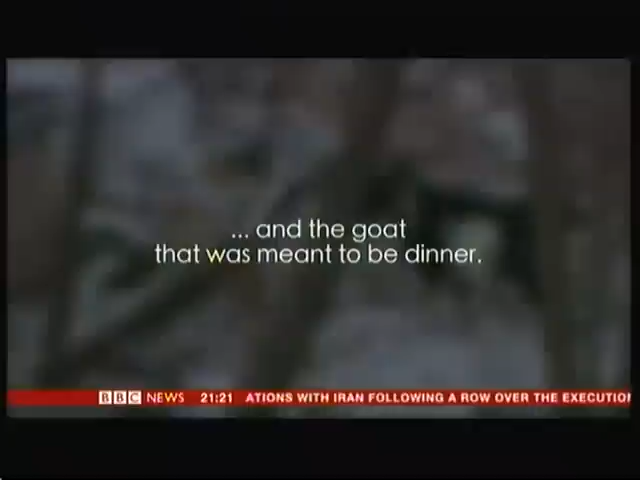 ... and the goat
that was meant to be dinner.
BBC NEWS 21:21 ATIONS WITH IRAN FOLLOWING A ROW OVER THE EXECUTION